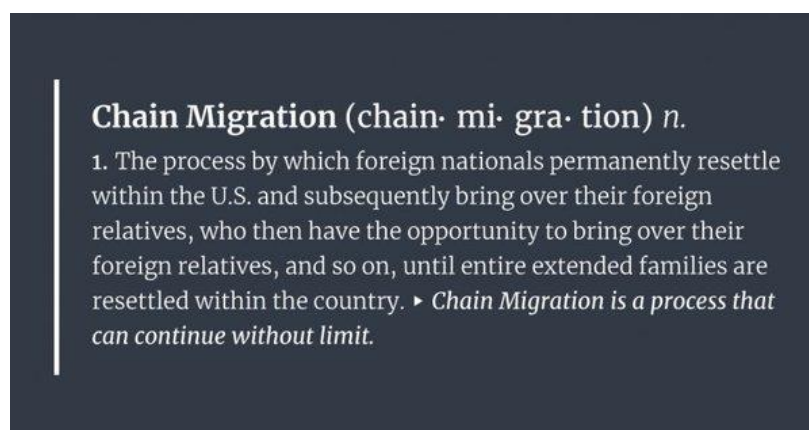 Chain Migration (chain· mi· gra· tion) n.
1. The process by which foreign nationals permanently resettle
within the U.S. and subsequently bring over their foreign
relatives, who then have the opportunity to bring over their
foreign relatives, and so on, until entire extended families are
resettled within the country. ▸ Chain Migration is a process that
can continue without limit.